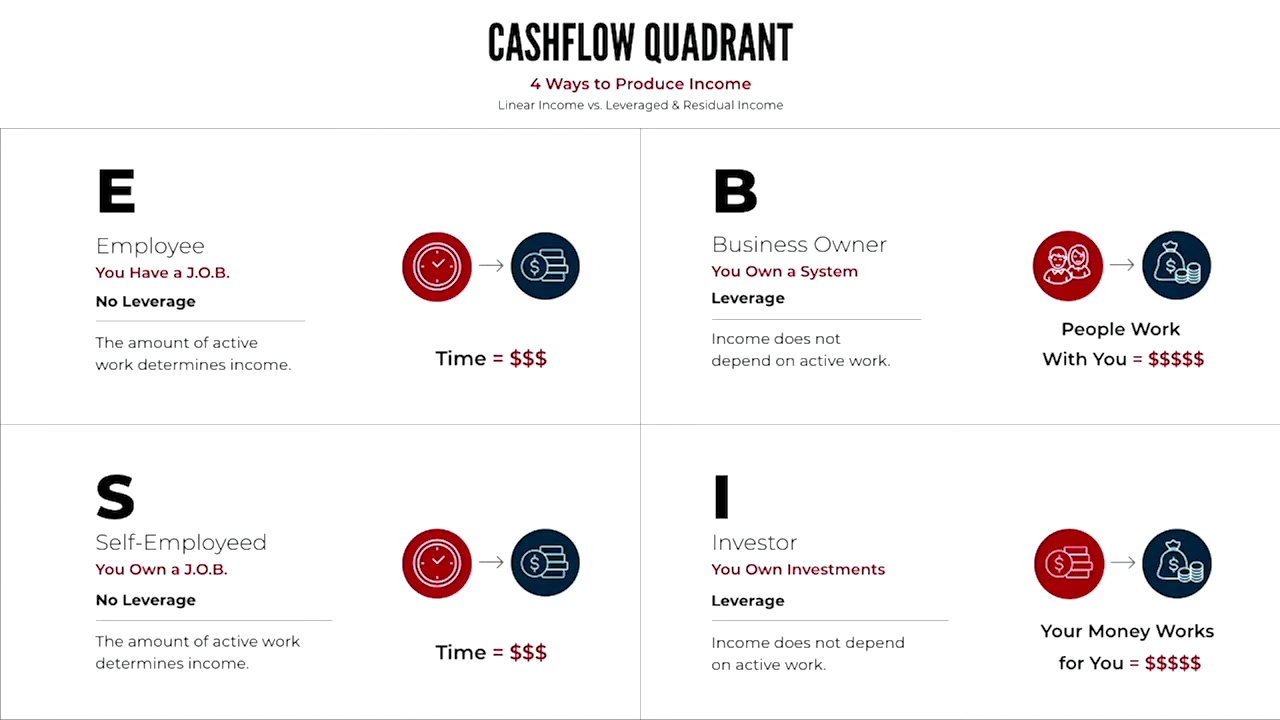 CASHFLOW QUADRANT
4 Ways to Produce Income
Linear Income vs. Leveraged & Residual Income
E
Employee
You Have a J.O.B.
No Leverage
The amount of active
work determines income.
Time = $$$
B
Business Owner
You Own a System
Leverage
Income does not
depend on active work.
People Work
With You = $$$$$
S
Self-Employeed
You Own a J.O.B.
No Leverage
The amount of active work
determines income.
Time = $$$
I
Investor
You Own Investments
Leverage
Income does not depend
on active work.
Your Money Works
for You = $$$$$